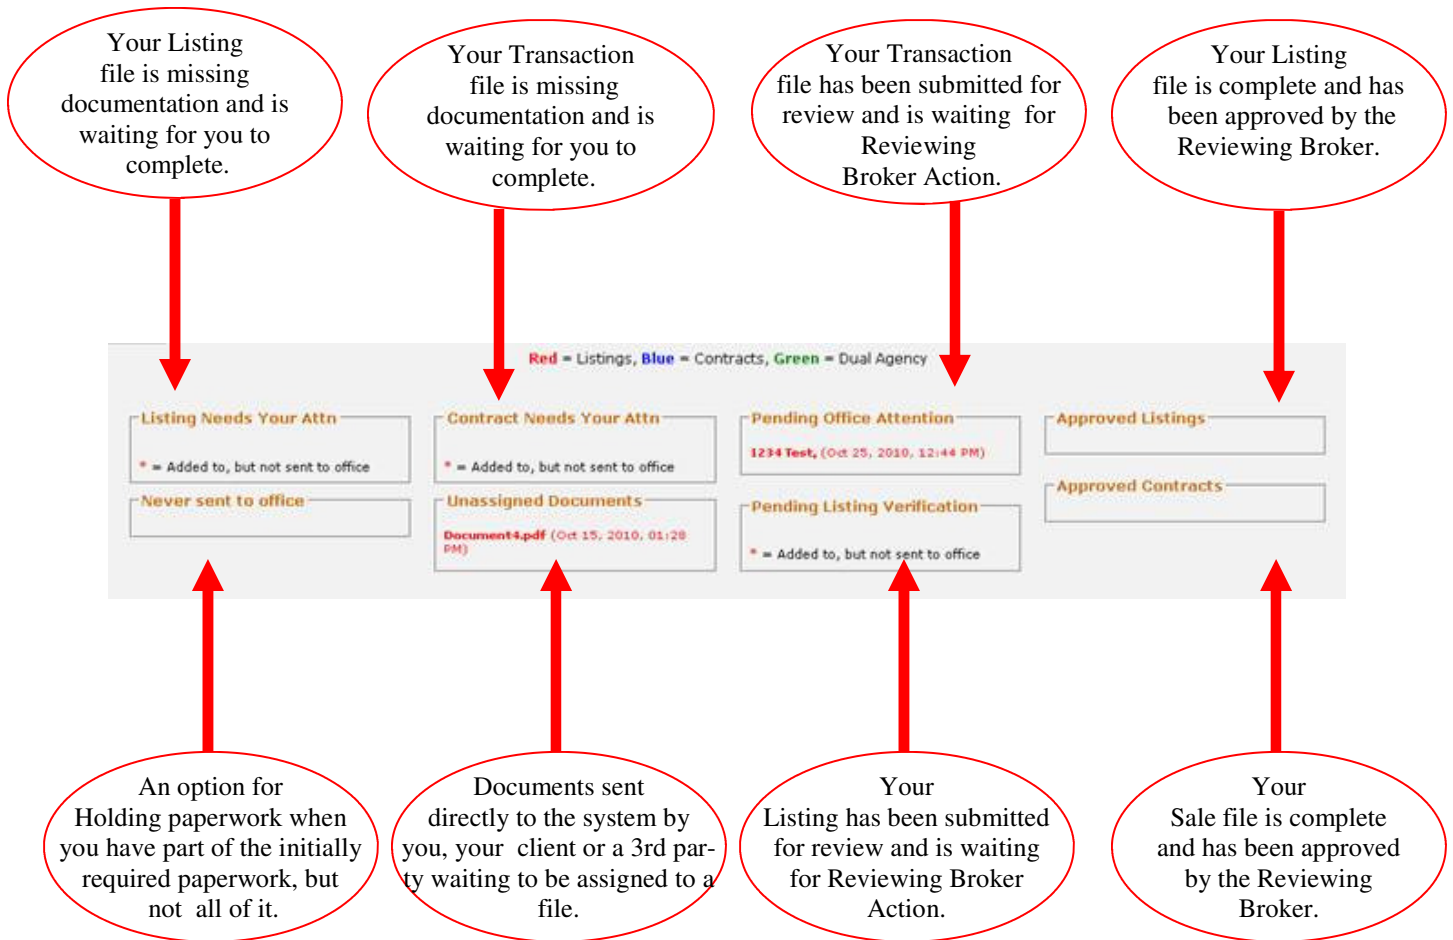 Your Listing
file is missing
documentation and is
waiting for you to
complete.
Your Transaction
file is missing
documentation and is
waiting for you to
complete.
Your Transaction
file has been submitted for
review and is waiting for
Reviewing
Broker Action.
Your Listing
file is complete and has
been approved by the
Reviewing Broker.
Red = Listings, Blue = Contracts, Green = Dual Agency
Listing Needs Your Attn
* = Added to, but not sent to office
Never sent to office
Contract Needs Your Attn
* = Added to, but not sent to office
Unassigned Documents
Document4.pdf (Oct 15, 2010, 01:28
PM)
Pending Office Attention
1234 Test, (Oct 25, 2010, 12:44 PM)
Pending Listing Verification
* = Added to, but not sent to office
Approved Listings
Approved Contracts
An option for
Holding paperwork when
you have part of the initially
required paperwork, but
not all of it.
Documents sent
directly to the system by
you, your client or a 3rd par-
ty waiting to be assigned to a
file.
Your
Listing has been submitted
for review and is waiting
for Reviewing Broker
Action.
Your
Sale file is complete
and has been approved
by the Reviewing
Broker.